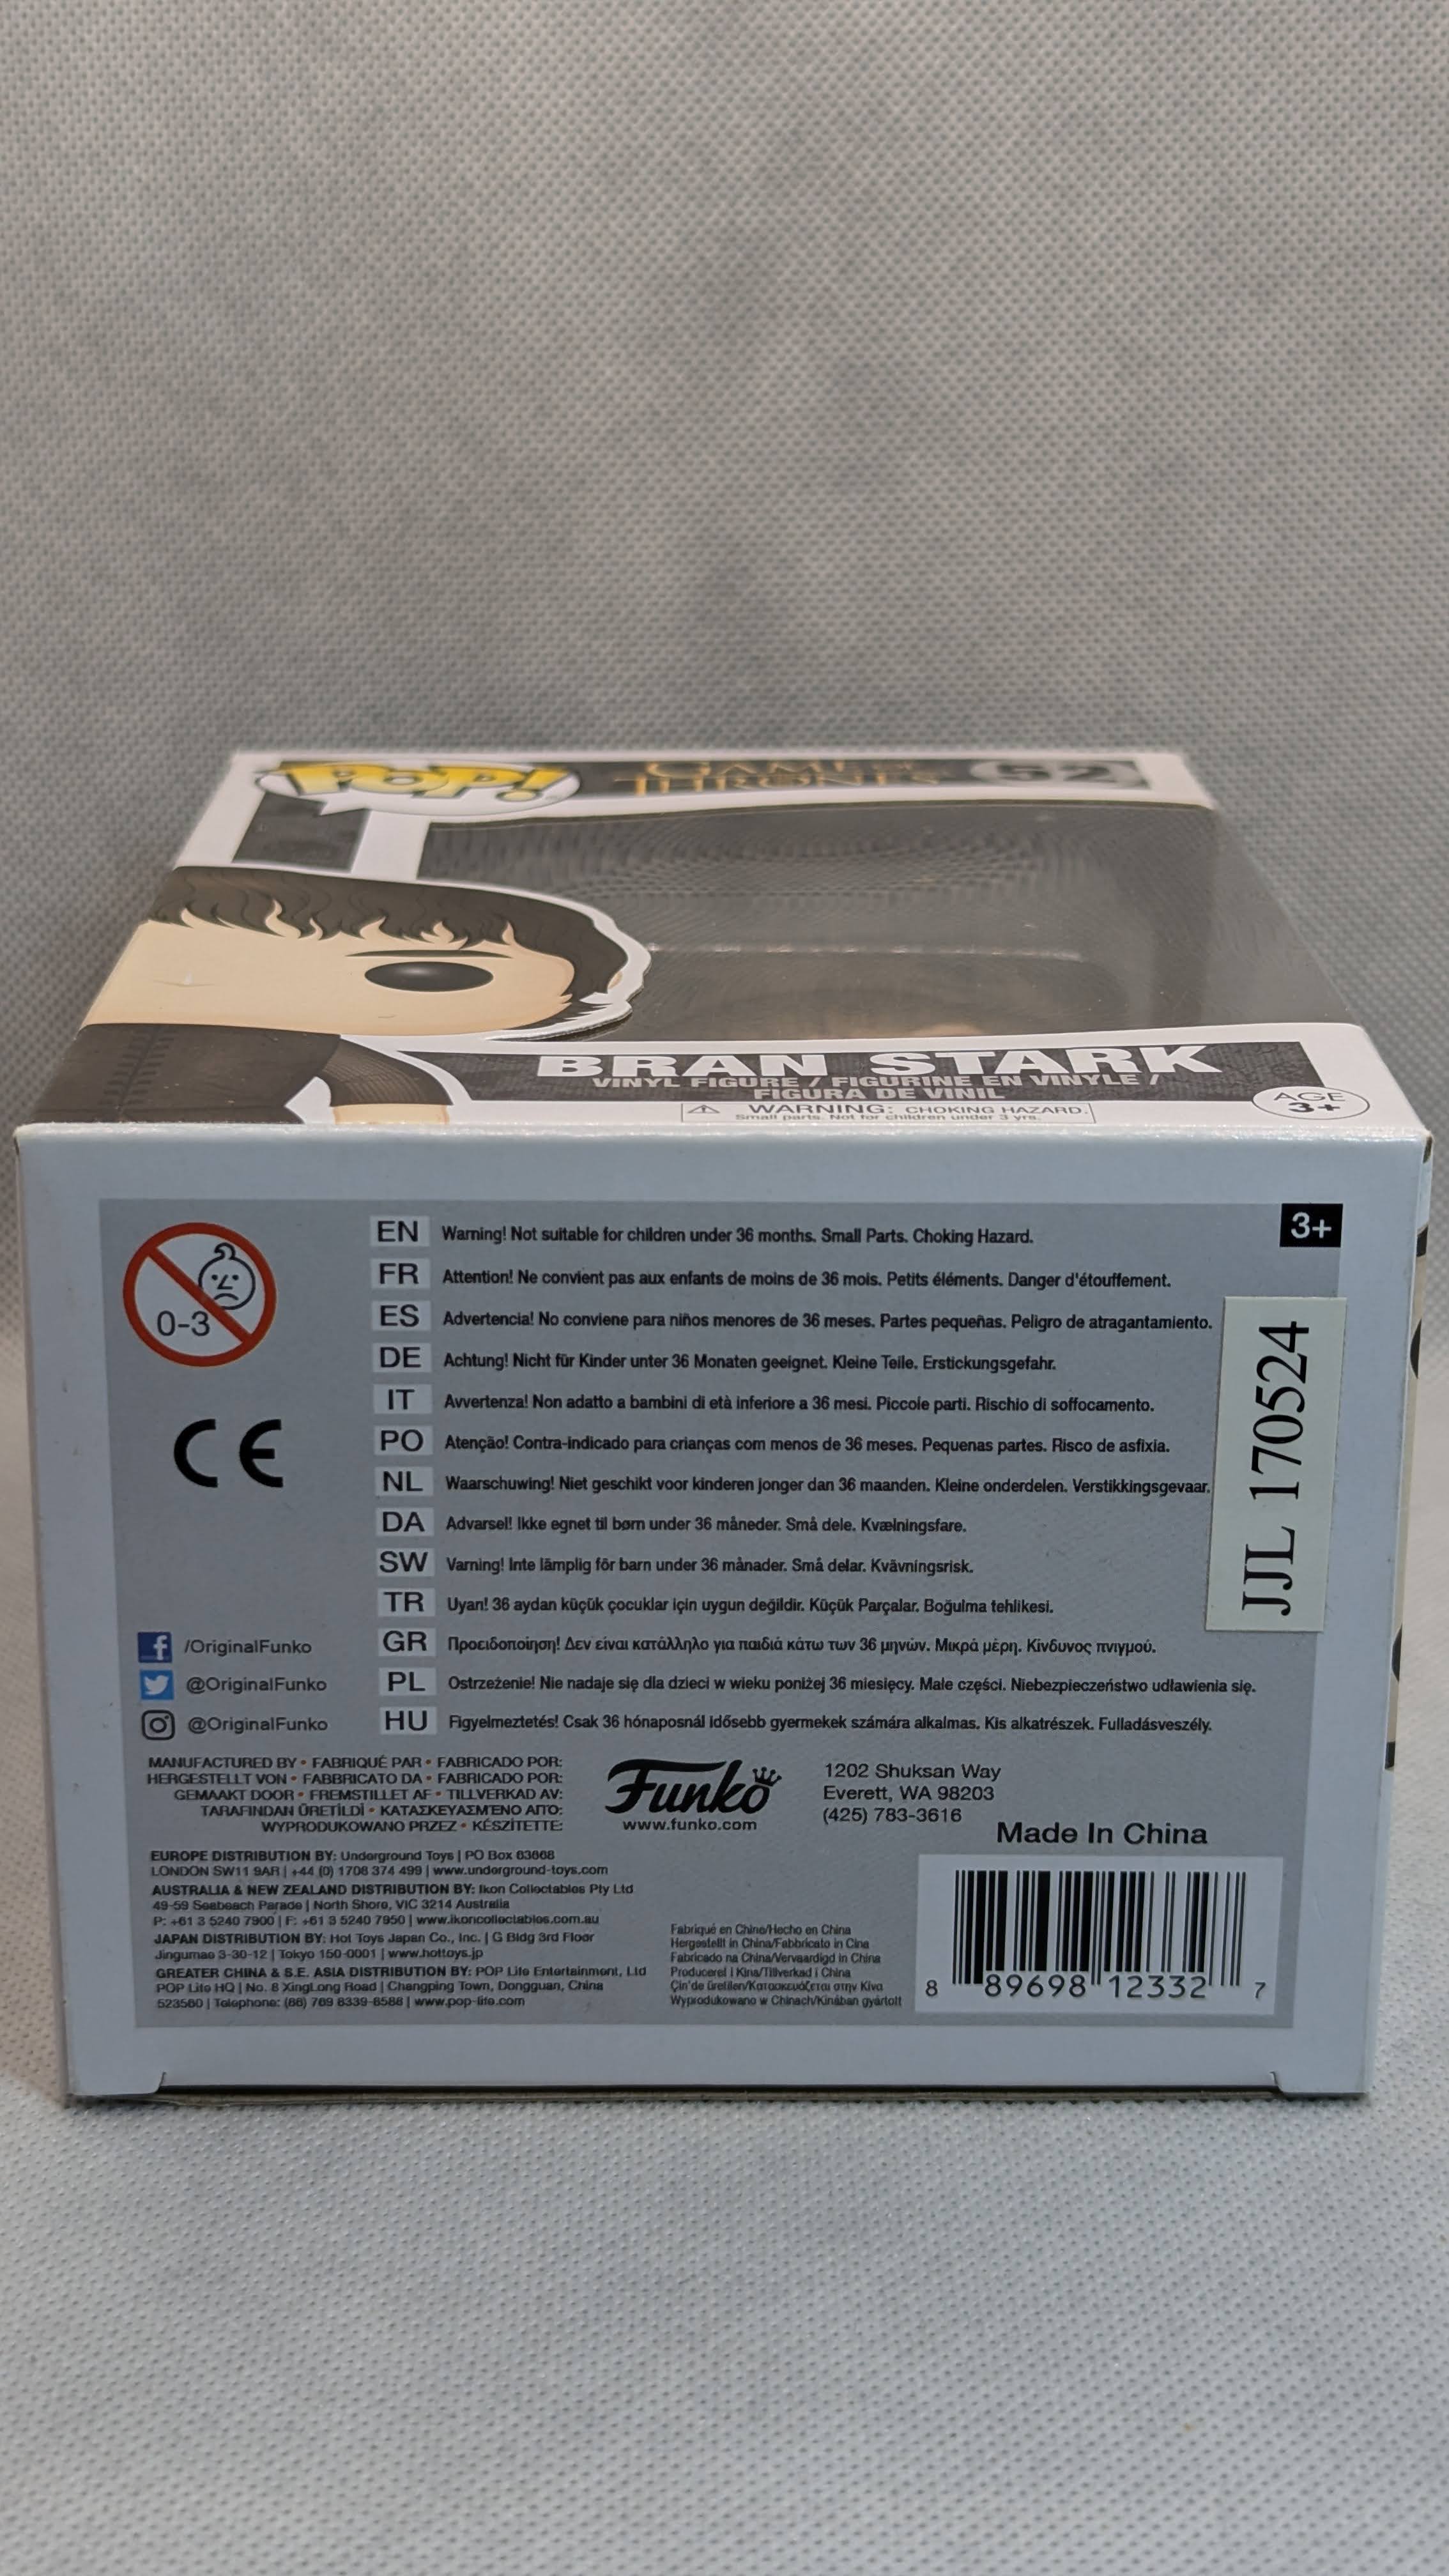 POP!
GAME OF
THRONES
52
BRAN STARK
VINYL FIGURE / FIGURINE EN VINYLE /
FIGURA DE VINIL
WARNING: CHOKING HAZARD.
Small parts. Not for children under 3 yrs.
AGE
3+
0-3
CE
3+
EN Warning! Not suitable for children under 36 months. Small Parts. Choking Hazard.
FR Attention! Ne convient pas aux enfants de moins de 36 mois. Petits éléments. Danger d'étouffement.
ES Advertencia! No conviene para niños menores de 36 meses. Partes pequeñas. Peligro de atragantamiento.
DE Achtung! Nicht für Kinder unter 36 Monaten geeignet. Kleine Teile. Erstickungsgefahr.
IT Avvertenza! Non adatto a bambini di età inferiore a 36 mesi. Piccole parti. Rischio di soffocamento.
PO Atenção! Contra-indicado para crianças com menos de 36 meses. Pequenas partes. Risco de asfixia.
NL Waarschuwing! Niet geschikt voor kinderen jonger dan 36 maanden. Kleine onderdelen. Verstikkingsgevaar.
DA Advarsel! Ikke egnet til børn under 36 måneder. Små dele. Kvælningsfare.
SW Varning! Inte lämplig för barn under 36 månader. Små delar. Kvävningsrisk.
TR Uyarı! 36 aydan küçük çocuklar için uygun değildir. Küçük Parçalar. Boğulma tehlikesi.
GR Προειδοποίηση! Δεν είναι κατάλληλο για παιδιά κάτω των 36 μηνών. Μικρά μέρη. Κίνδυνος πνιγμού.
PL Ostrzeżenie! Nie nadaje się dla dzieci w wieku poniżej 36 miesięcy. Małe części. Niebezpieczeństwo udławienia się.
HU Figyelmeztetés! Csak 36 hónaposnál idősebb gyermekek számára alkalmas. Kis alkatrészek. Fulladásveszély.
JJL 170524
/OriginalFunko
@OriginalFunko
@OriginalFunko
MANUFACTURED BY • FABRIQUÉ PAR • FABRICADO POR:
HERGESTELLT VON • FABBRICATO DA • FABRICADO POR:
GEMAAKT DOOR • FREMSTILLET AF • TILLVERKAD AV:
TARAFINDAN ÜRETİLDİ • ΚΑΤΑΣΚΕΥΑΣΜΈΝΟ ΑΠΌ:
WYPRODUKOWANO PRZEZ • KÉSZÍTETTE:
Funko
www.funko.com
1202 Shuksan Way
Everett, WA 98203
(425) 783-3616
Made In China
EUROPE DISTRIBUTION BY: Underground Toys | PO Box 63668
LONDON SW11 9AR | +44 (0) 1708 374 499 | www.underground-toys.com
AUSTRALIA & NEW ZEALAND DISTRIBUTION BY: Ikon Collectables Pty Ltd
49-59 Seabeach Parade | North Shore, VIC 3214 Australia
P: +61 3 5240 7900 | F: +61 3 5240 7950 | www.ikoncollectables.com.au
JAPAN DISTRIBUTION BY: Hot Toys Japan Co., Inc. | G Bldg 3rd Floor
Jingumae 3-30-12 | Tokyo 150-0001 | www.hottoys.jp
GREATER CHINA & S.E. ASIA DISTRIBUTION BY: POP Life Entertainment, Ltd
POP Life HQ | No. 8 XingLong Road | Changping Town, Dongguan, China
523560 | Telephone: (86) 769 8339-8588 | www.pop-life.com
Fabriqué en Chine/Hecho en China
Hergestellt in China/Fabbricato in Cina
Fabricado na China/Vervaardigd in China
Produceret i Kina/Tillverkad i China
Çin'de üretilen/Κατασκευάζεται στην Κίνα
Wyprodukowano w Chinach/Kinában gyártott
8 89698 12332 7